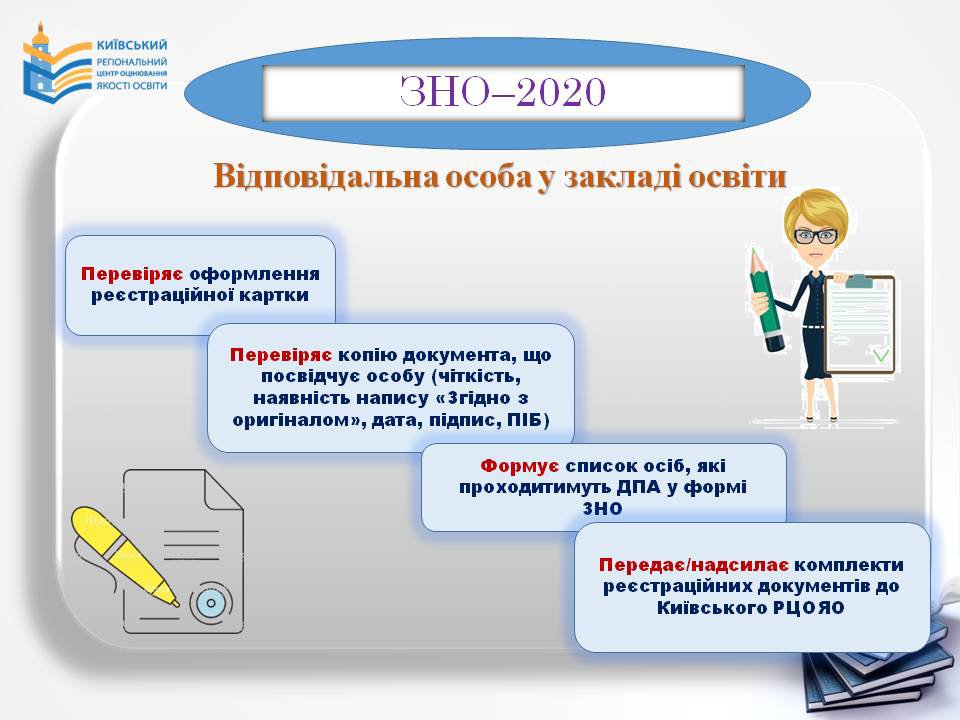 КИЇВСЬКИЙ
РЕГІОНАЛЬНИЙ
ЦЕНТР ОЦІНЮВАННЯ
ЯКОСТІ ОСВІТИ
ЗНО–2020
Відповідальна особа у закладі освіти
Перевіряє оформлення
реєстраційної картки
Перевіряє копію документа, що
посвідчує особу (чіткість,
наявність напису «Згідно з
оригіналом», дата, підпис, ПІБ)
Формує список осіб, які
проходитимуть ДПА у формі
ЗНО
Передає/надсилає комплекти
реєстраційних документів до
Київського РЦОЯО